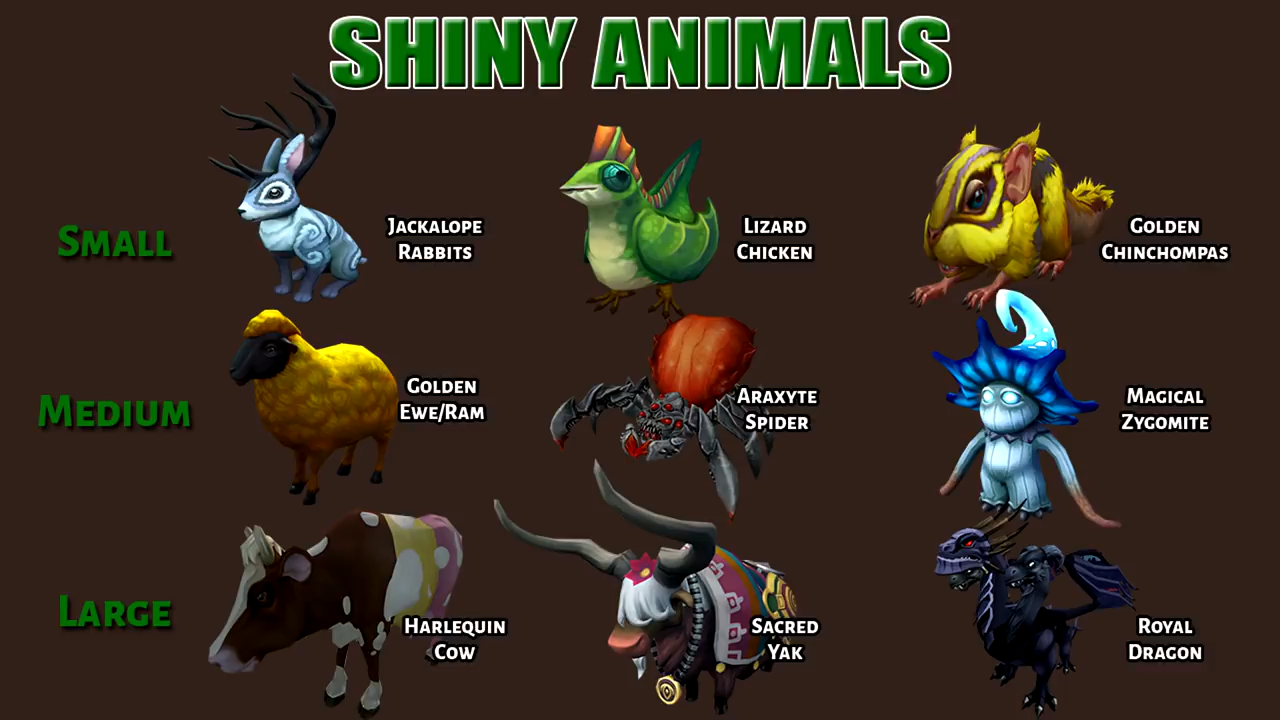 SHINY ANIMALS
SMALL
JACKALOPE
RABBITS
LIZARD
CHICKEN
GOLDEN
CHINCHOMPAS
MEDIUM
GOLDEN
EWE/RAM
ARAXYTE
SPIDER
MAGICAL
ZYGOMITE
LARGE
HARLEQUIN
COW
SACRED
YAK
ROYAL
DRAGON